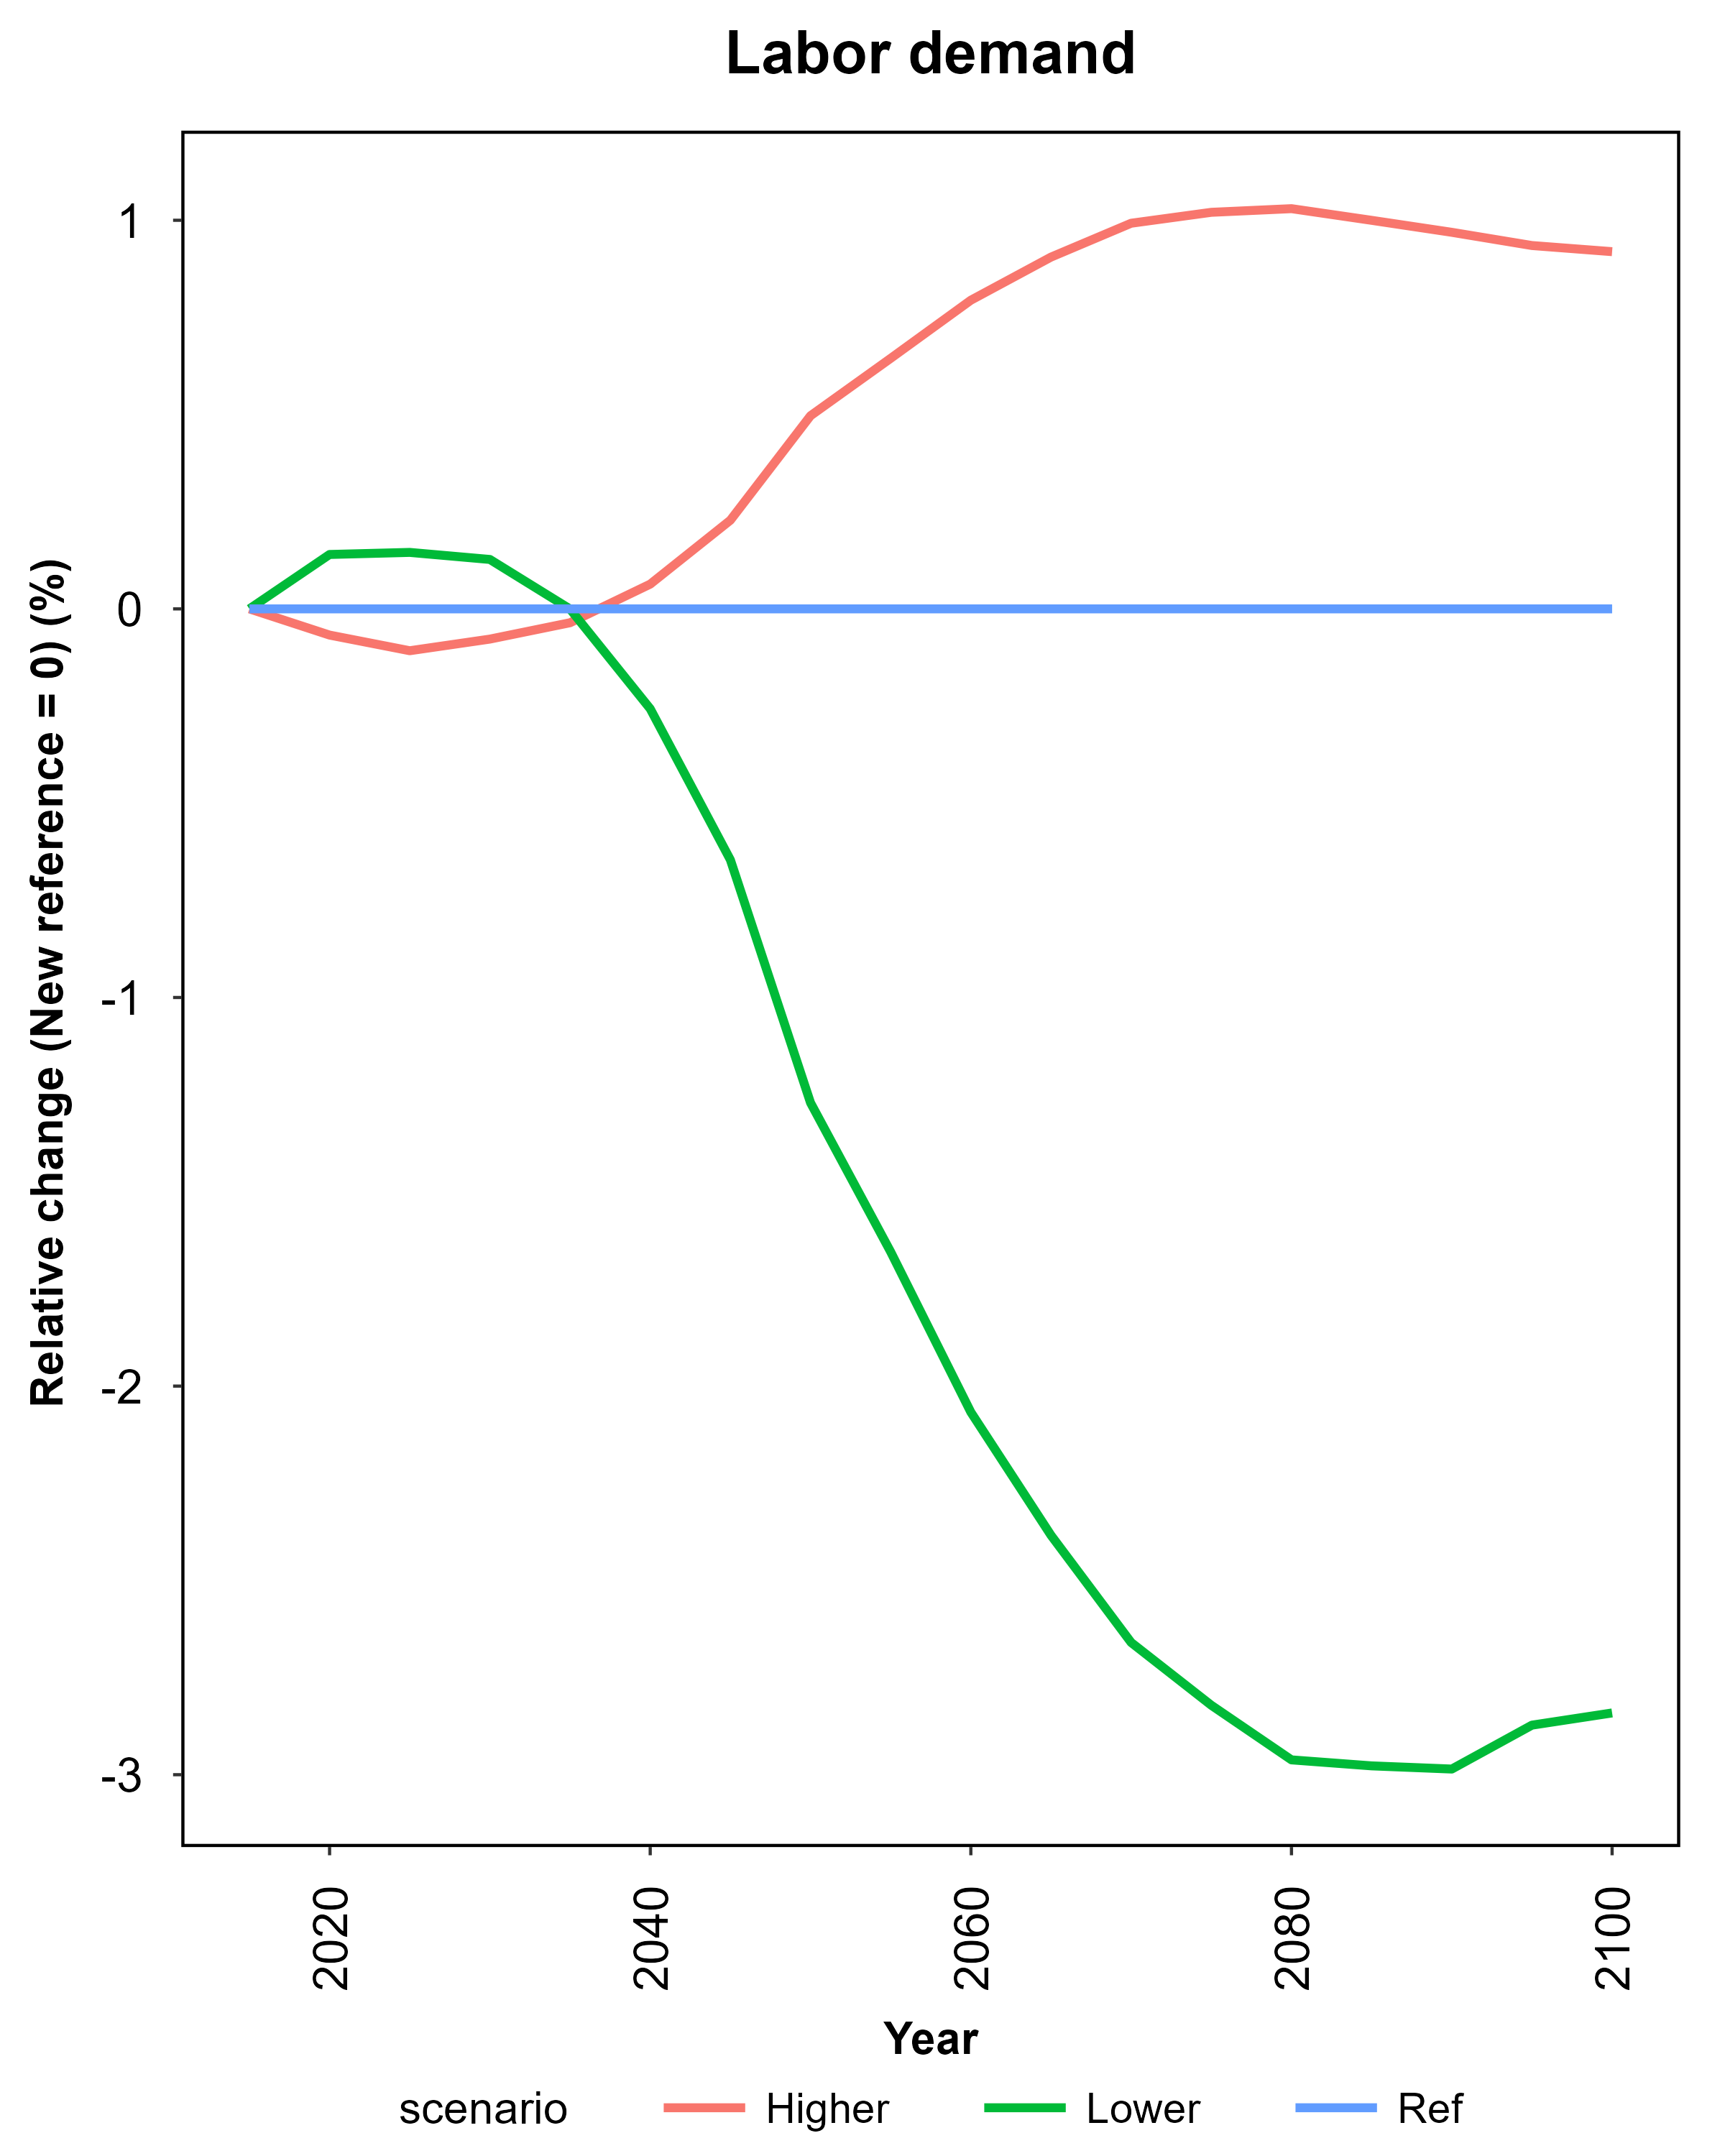 Labor demand
Relative change (New reference = 0) (%)
1
0
-1
-2
-3
2020
2040
2060
2080
2100
Year
scenario Higher Lower Ref